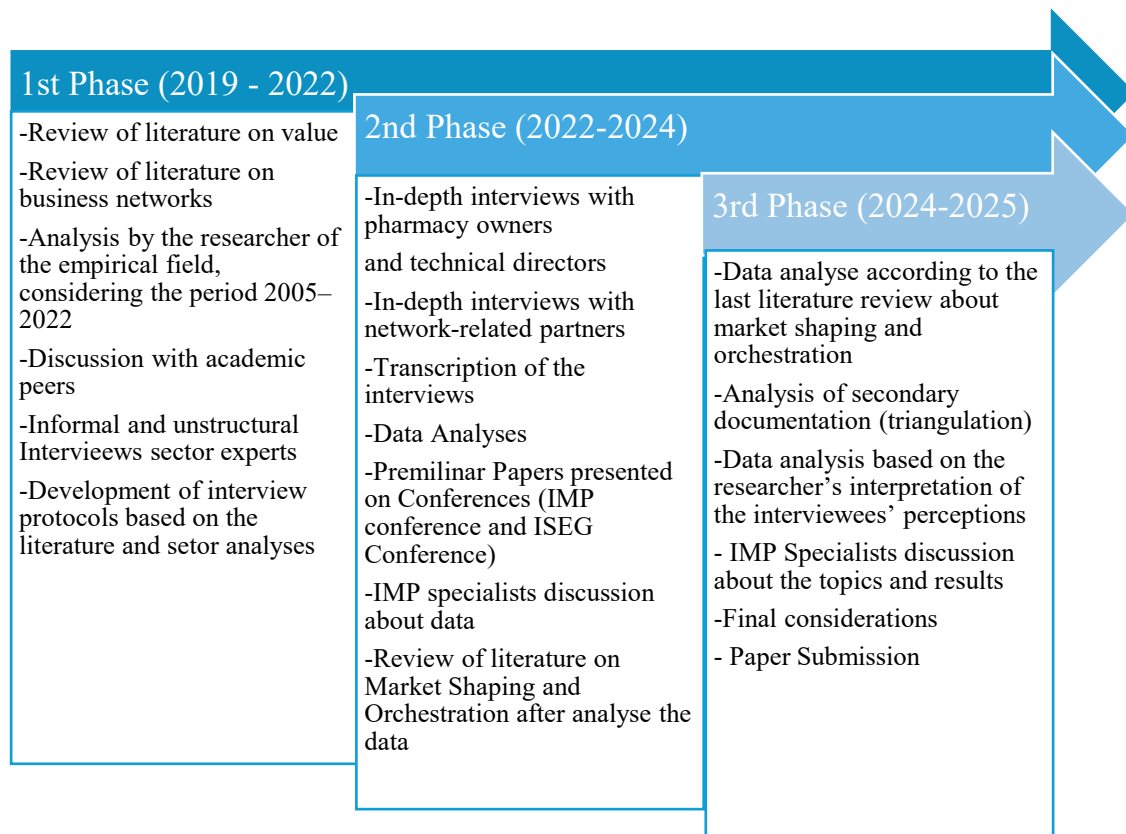 1st Phase (2019 - 2022)
-Review of literature on value
-Review of literature on
business networks
-Analysis by the researcher of
the empirical field,
considering the period 2005–
2022
-Discussion with academic
peers
-Informal and unstructural
Intervieews sector experts
-Development of interview
protocols based on the
literature and setor analyses
2nd Phase (2022-2024)
-In-depth interviews with
pharmacy owners
and technical directors
-In-depth interviews with
network-related partners
-Transcription of the
interviews
-Data Analyses
-Premilinar Papers presented
on Conferences (IMP
conference and ISEG
Conference)
-IMP specialists discussion
about data
-Review of literature on
Market Shaping and
Orchestration after analyse the
data
3rd Phase (2024-2025)
-Data analyse according to the
last literature review about
market shaping and
orchestration
-Analysis of secondary
documentation (triangulation)
-Data analysis based on the
researcher’s interpretation of
the interviewees’ perceptions
- IMP Specialists discussion
about the topics and results
-Final considerations
- Paper Submission